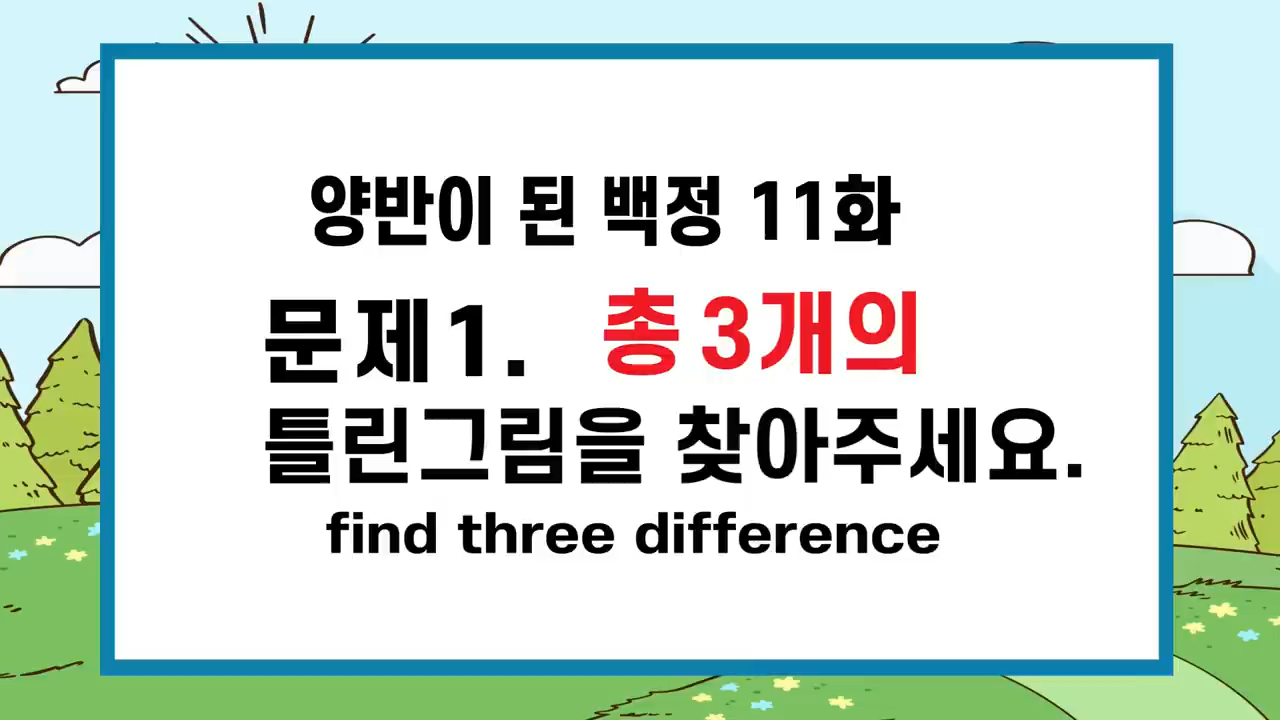 양반이 된 백정 11화
문제1. 총 3개의
틀린그림을 찾아주세요.
find three difference